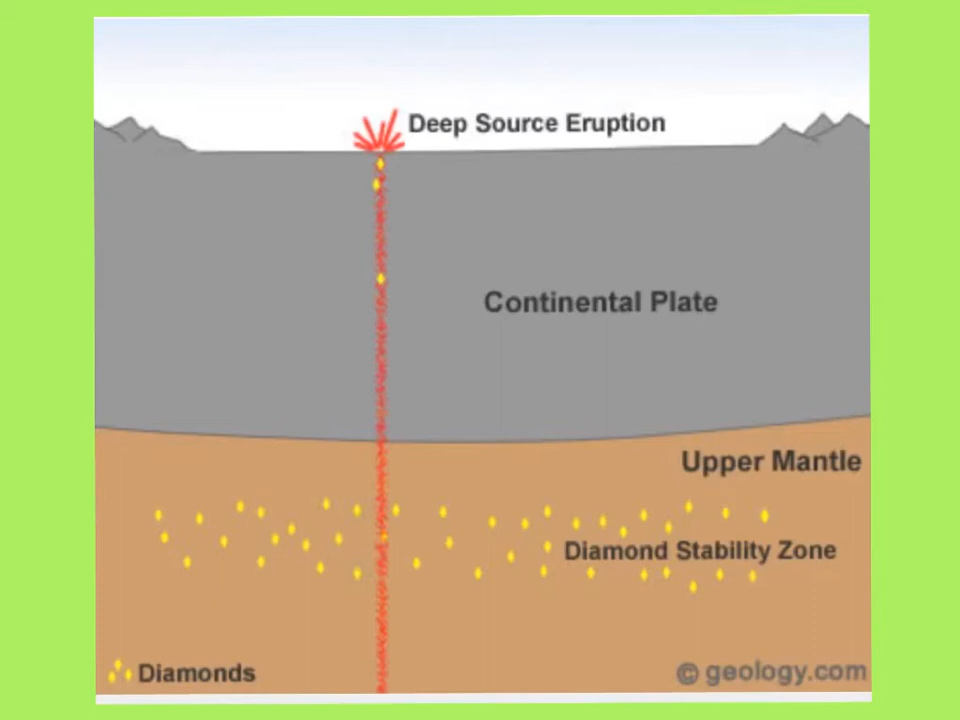 Deep Source Eruption
Continental Plate
Upper Mantle
Diamond Stability Zone
Diamonds
© geology.com